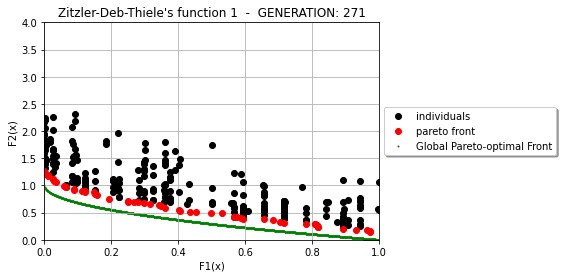 Zitzler-Deb-Thiele's function 1 - GENERATION: 271
4.0
3.5
3.0
2.5
2.0
1.5
1.0
0.5
0.0
F2(x)
0.0 0.2 0.4 0.6 0.8 1.0
F1(x)
individuals
pareto front
Global Pareto-optimal Front